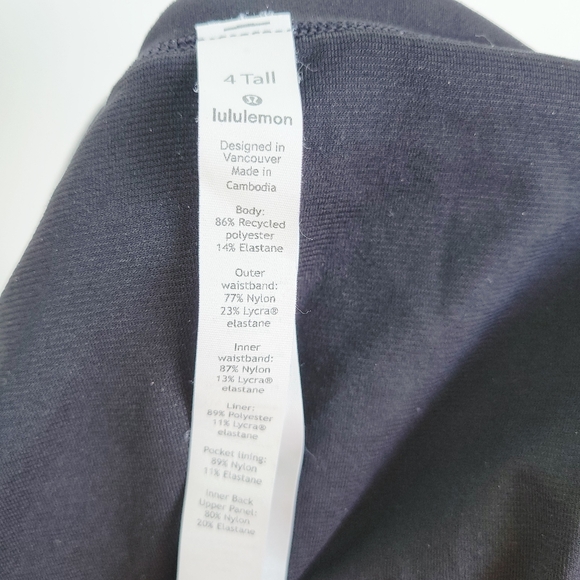 4 Tall
lululemon
Designed in
Vancouver
Made in
Cambodia
Body:
86% Recycled
polyester
14% Elastane
Outer
waistband:
77% Nylon
23% Lycra®
elastane
Inner
waistband:
87% Nylon
13% Lycra®
elastane
Liner:
89% Polyester
11% Lycra®
elastane
Pocket lining:
89% Nylon
11% Elastane
Inner Back
Upper Panel:
80% Nylon
20% Elastane